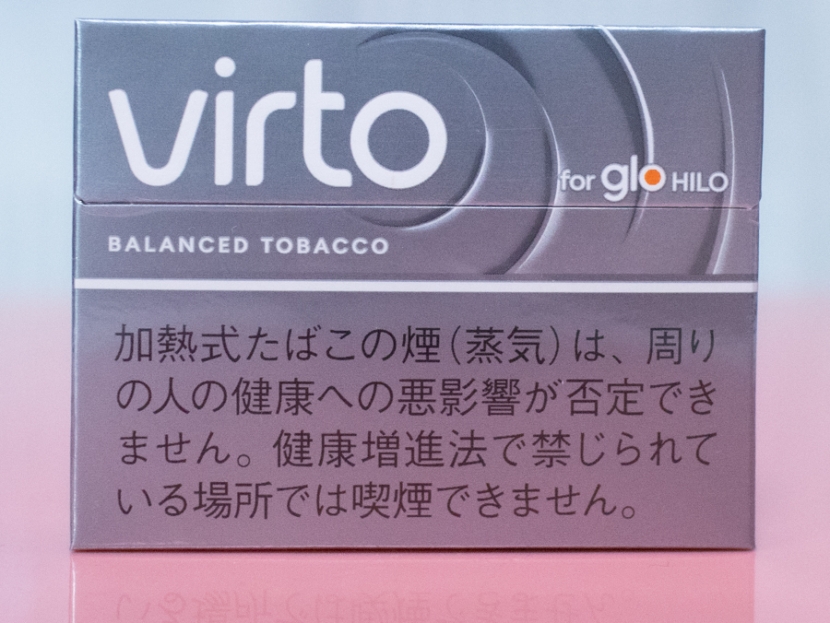 virto
for glo HILO
BALANCED TOBACCO
加熱式たばこの煙（蒸気）は、周り
の人の健康への悪影響が否定でき
ません。健康増進法で禁じられて
いる場所では喫煙できません。